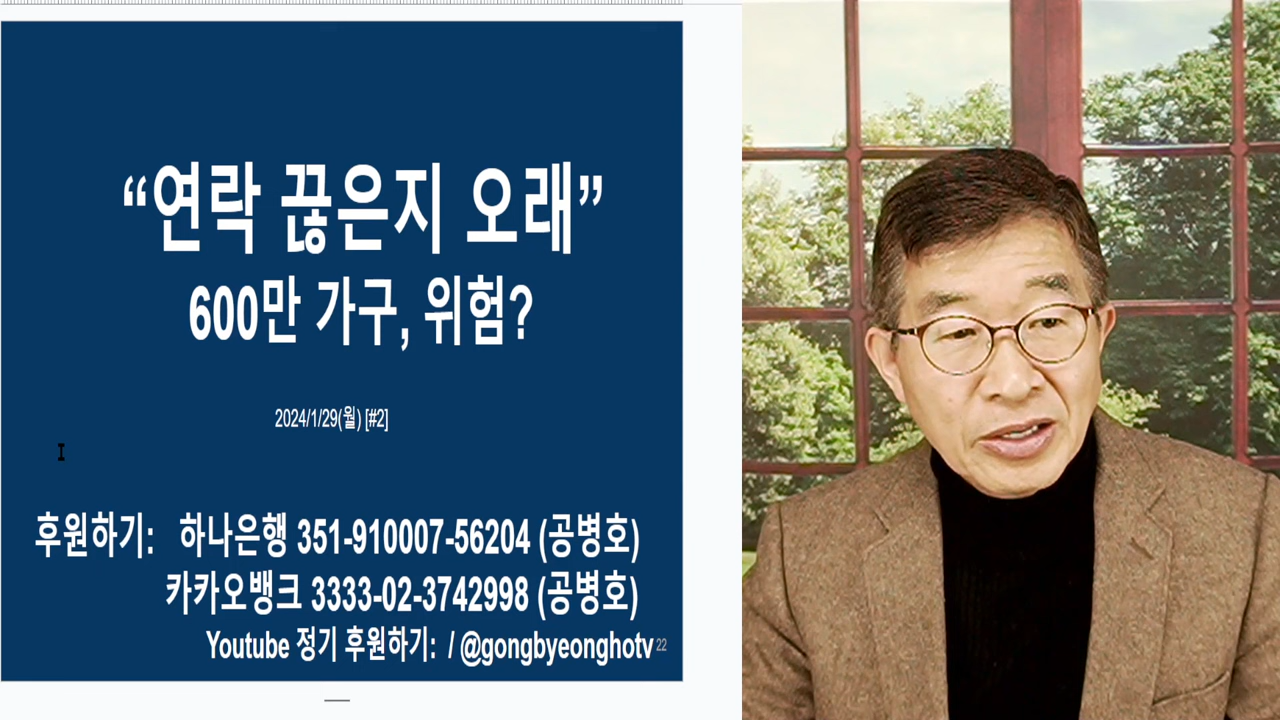 “연락 끊은지 오래”
600만 가구, 위험?
2024/1/29(월) [#2]
후원하기: 하나은행 351-910007-56204 (공병호)
카카오뱅크 3333-02-3742998 (공병호)
Youtube 정기 후원하기: / @gongbyeonghotv
22